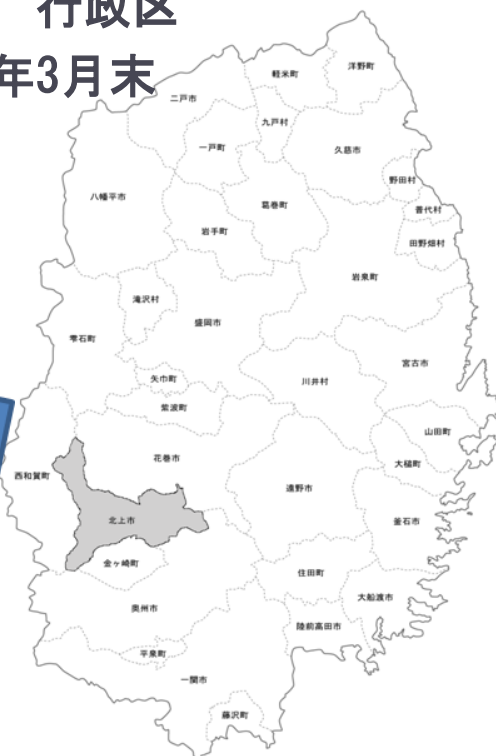 行政区
年3月末
洋野町
軽米町
二戸市
九戸村
一戸町
久慈市
野田村
八幡平市
葛巻町
普代村
岩手町
田野畑村
岩泉町
滝沢村
盛岡市
雫石町
宮古市
矢巾町
川井村
紫波町
山田町
花巻市
大槌町
西和賀町
遠野市
北上市
釜石市
金ヶ崎町
住田町
大船渡市
奥州市
陸前高田市
平泉町
一関市
藤沢町